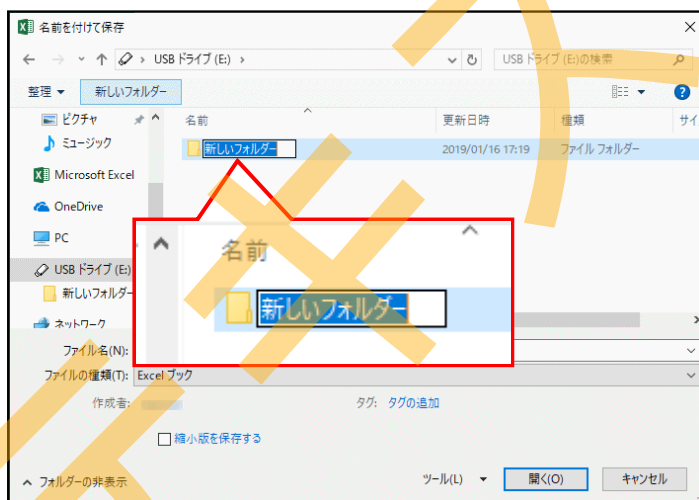 名前を付けて保存
USB ドライブ (E:)
USB ドライブ (E:)の検索
整理
新しいフォルダー
ピクチャ
ミュージック
Microsoft Excel
OneDrive
PC
USB ドライブ (E:)
新しいフォルダー
ネットワーク
名前
更新日時
種類
サイ
新しいフォルダー
2019/01/16 17:19
ファイル フォルダー
名前
新しいフォルダー
ファイル名(N):
ファイルの種類(T):
Excel ブック
作成者:
タグ:
タグの追加
縮小版を保存する
フォルダーの非表示
ツール(L)
開く(O)
キャンセル